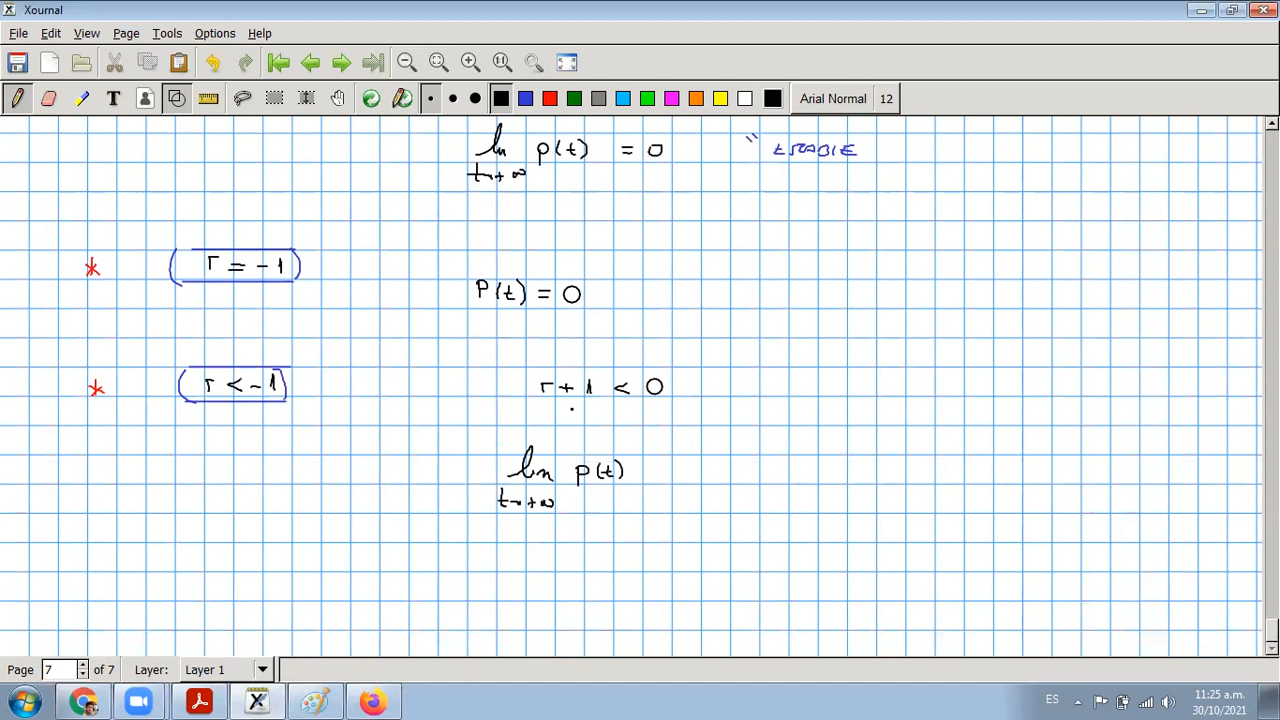 Xournal
File Edit View Page Tools Options Help
Arial Normal 12
lim p(t) = 0 " ESTABLE
t→+∞
* r = -1
P(t) = 0
* r < -1 r + 1 < 0
lim p(t)
t→+∞
Page 7 of 7 Layer: Layer 1
ES 11:25 a.m.
30/10/2021